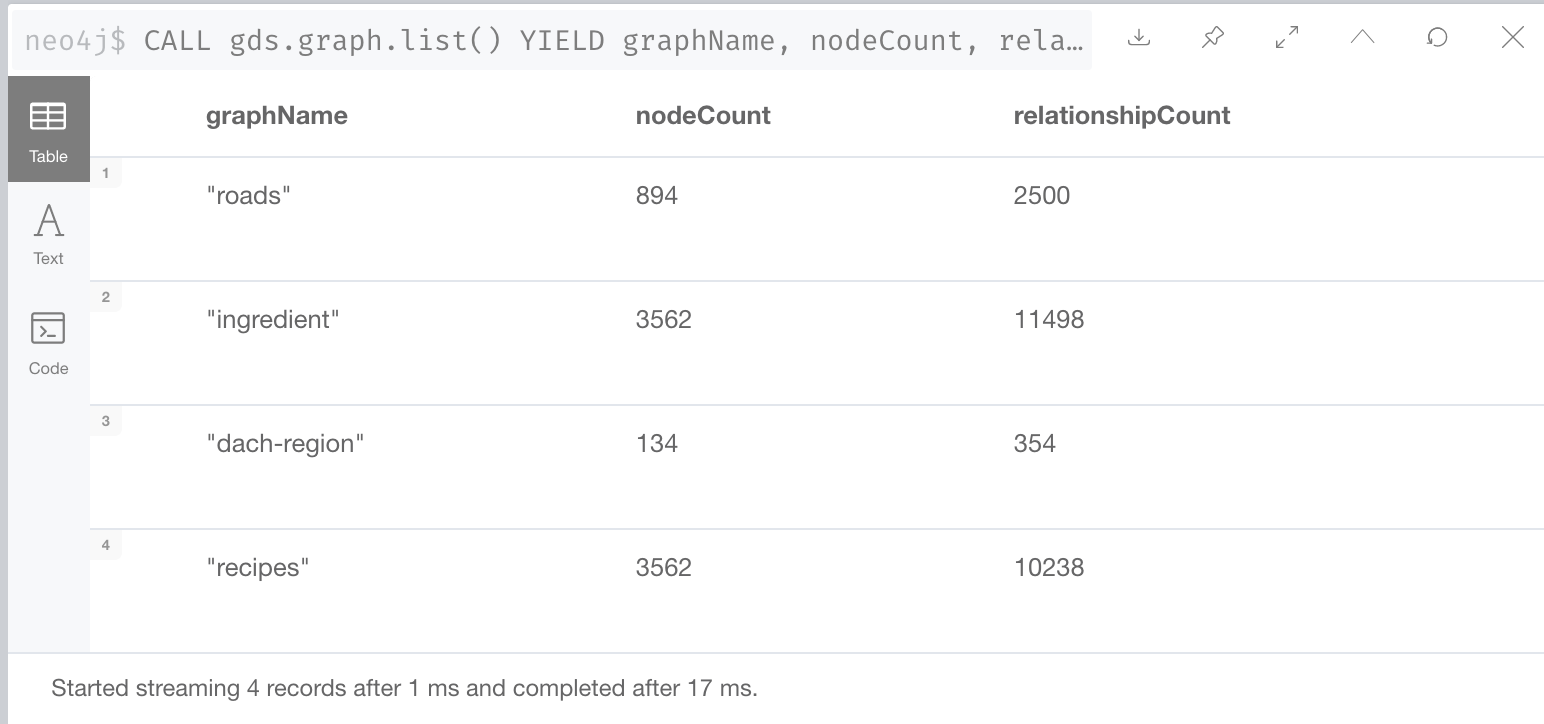 neo4j$ CALL gds.graph.list() YIELD graphName, nodeCount, rela…
Table
Text
Code
graphName nodeCount relationshipCount
1
"roads" 894 2500
2
"ingredient" 3562 11498
3
"dach-region" 134 354
4
"recipes" 3562 10238
Started streaming 4 records after 1 ms and completed after 17 ms.